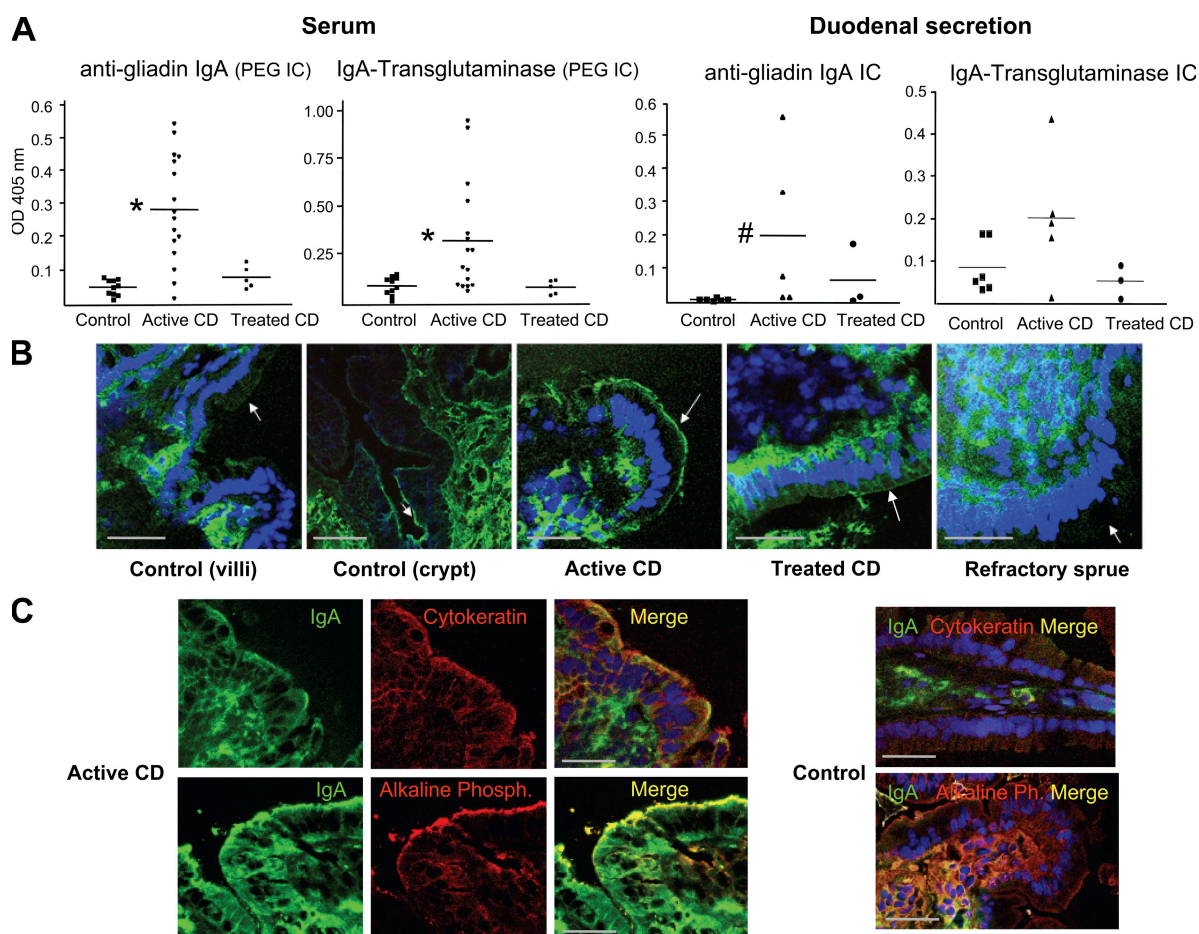 A
Serum
Duodenal secretion
anti-gliadin IgA (PEG IC)
IgA-Transglutaminase (PEG IC)
anti-gliadin IgA IC
IgA-Transglutaminase IC
OD 405 nm
0.6
0.5
0.4
0.3
0.2
0.1
*
Control Active CD Treated CD
1.00
0.75
0.50
0.25
*
Control Active CD Treated CD
0.6
0.5
0.4
0.3
0.2
0.1
#
Control Active CD Treated CD
0.5
0.4
0.3
0.2
0.1
0
Control Active CD Treated CD
B
Control (villi)
Control (crypt)
Active CD
Treated CD
Refractory sprue
C
Active CD
IgA
Cytokeratin
Merge
IgA
Alkaline Phosph.
Merge
Control
IgA Cytokeratin Merge
IgA Alkaline Ph. Merge